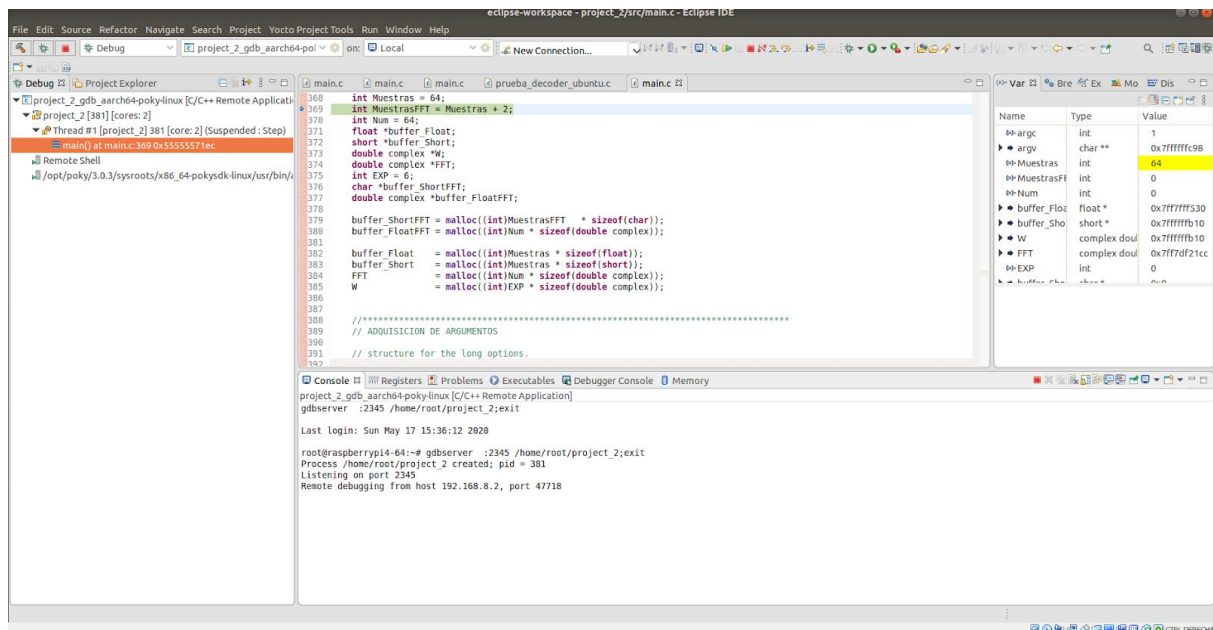 eclipse-workspace - project_2/src/main.c - Eclipse IDE
File Edit Source Refactor Navigate Search Project Yocto Project Tools Run Window Help
Debug project_2_gdb_aarch64-pol on: Local New Connection...
Debug Project Explorer
project_2_gdb_aarch64-poky-linux [C/C++ Remote Applicati
project_2 [381] [cores: 2]
Thread #1 [project_2] 381 [core: 2] (Suspended : Step)
main() at main.c:369 0x55555571ec
Remote Shell
/opt/poky/3.0.3/sysroots/x86_64-pokysdk-linux/usr/bin/
main.c main.c main.c prueba_decoder_ubuntu.c main.c
368 int Muestras = 64;
369 int MuestrasFFT = Muestras + 2;
370 int Num = 64;
371 float *buffer_Float;
372 short *buffer_Short;
373 double complex *W;
374 double complex *FFT;
375 int EXP = 6;
376 char *buffer_ShortFFT;
377 double complex *buffer_FloatFFT;
378
379 buffer_ShortFFT = malloc((int)MuestrasFFT * sizeof(char));
380 buffer_FloatFFT = malloc((int)Num * sizeof(double complex));
381
382 buffer_Float = malloc((int)Muestras * sizeof(float));
383 buffer_Short = malloc((int)Muestras * sizeof(short));
384 FFT = malloc((int)Num * sizeof(double complex));
385 W = malloc((int)EXP * sizeof(double complex));
386
387
388
389 // ADQUISICION DE ARGUMENTOS
390
391 // structure for the long options.
392
Var Bre Ex Mo Dis
Name Type Value
argc int 1
argv char ** 0x7ffffffc98
Muestras int 64
MuestrasFF int 0
Num int 0
buffer_Floa float * 0x7ff7fff530
buffer_Sho short * 0x7ffffffb10
W complex doul 0x7ffffffb10
FFT complex doul 0x7ff7df21cc
EXP int 0
Console Registers Problems Executables Debugger Console Memory
project_2_gdb_aarch64-poky-linux [C/C++ Remote Application]
gdbserver :2345 /home/root/project_2;exit
Last login: Sun May 17 15:36:12 2020
root@raspberrypi4-64:~# gdbserver :2345 /home/root/project_2;exit
Process /home/root/project_2 created; pid = 381
Listening on port 2345
Remote debugging from host 192.168.8.2, port 47718
CTRL DERECHA